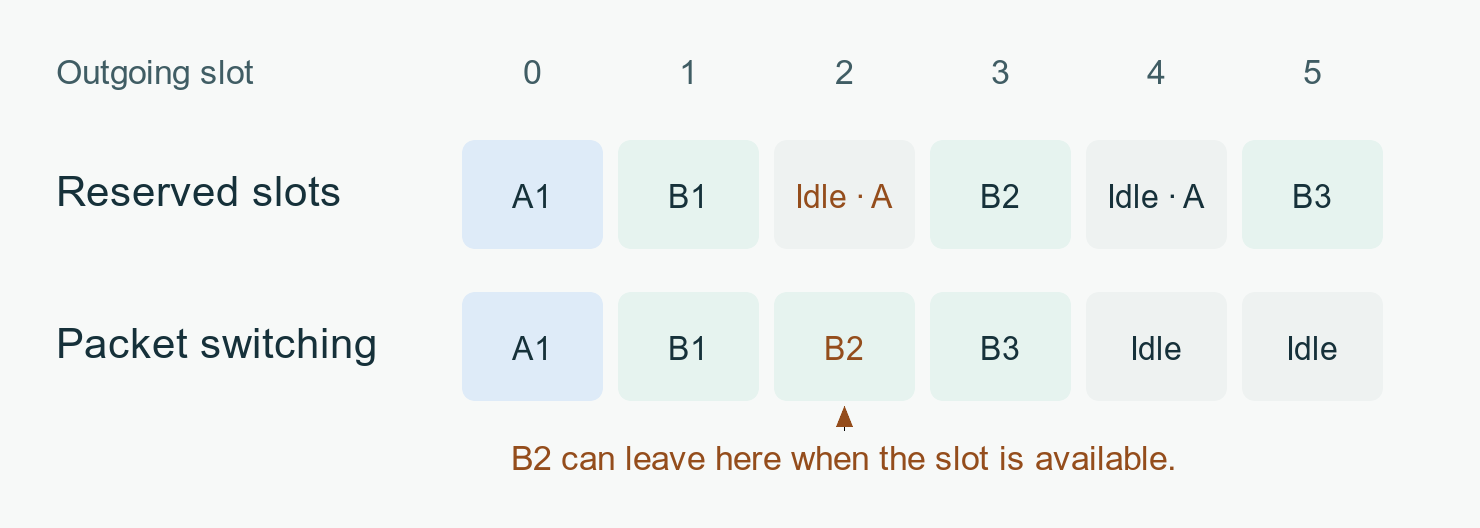 Outgoing slot 0 1 2 3 4 5
Reserved slots A1 B1 Idle · A B2 Idle · A B3
Packet switching A1 B1 B2 B3 Idle Idle
B2 can leave here when the slot is available.